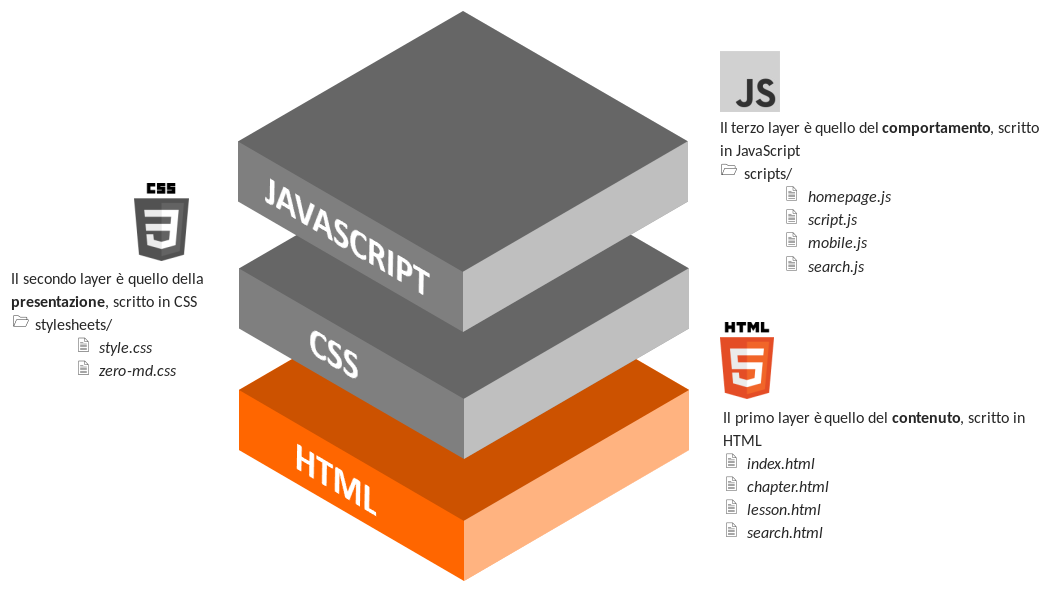 JS
Il terzo layer è quello del comportamento, scritto
in JavaScript
scripts/
homepage.js
script.js
mobile.js
search.js
JAVASCRIPT
CSS
3
Il secondo layer è quello della
presentazione, scritto in CSS
stylesheets/
style.css
zero-md.css
CSS
HTML
5
Il primo layer è quello del contenuto, scritto in
HTML
index.html
chapter.html
lesson.html
search.html
HTML